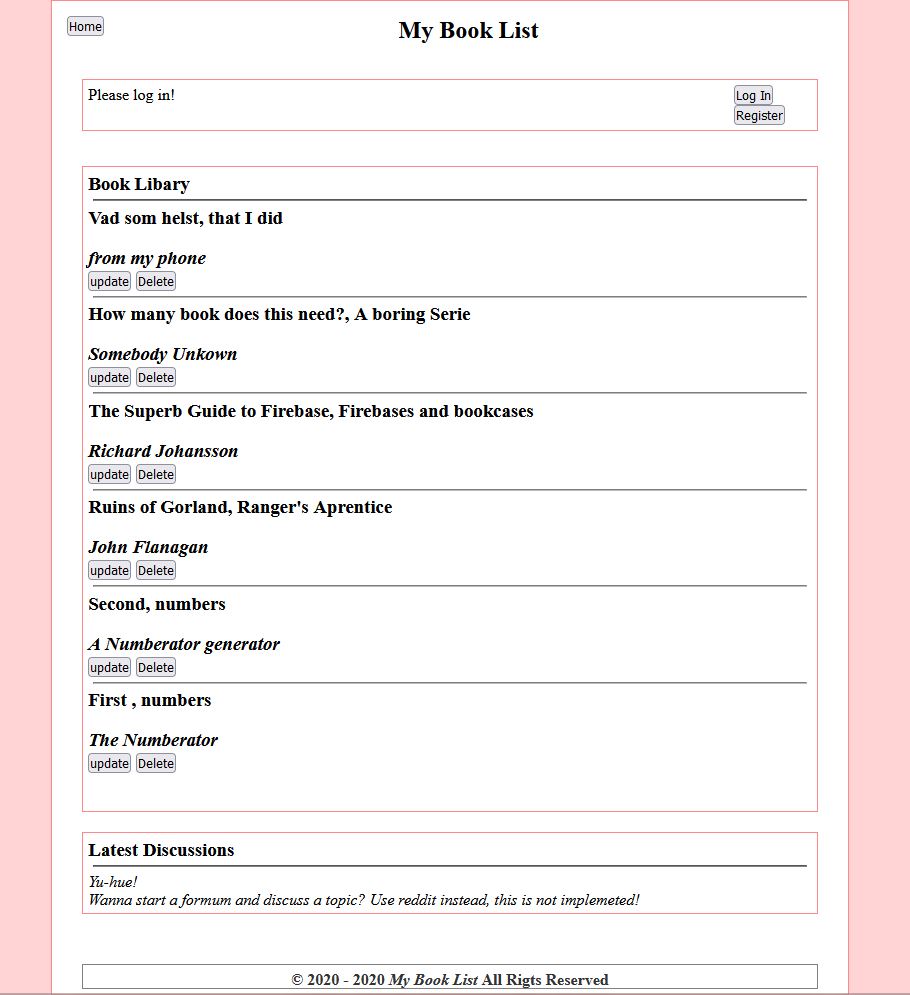 Home
My Book List
Please log in!
Log In
Register
Book Libary
Vad som helst, that I did
from my phone
update Delete
How many book does this need?, A boring Serie
Somebody Unkown
update Delete
The Superb Guide to Firebase, Firebases and bookcases
Richard Johansson
update Delete
Ruins of Gorland, Ranger's Aprentice
John Flanagan
update Delete
Second, numbers
A Numberator generator
update Delete
First , numbers
The Numberator
update Delete
Latest Discussions
Yu-hue!
Wanna start a formum and discuss a topic? Use reddit instead, this is not implemeted!
© 2020 - 2020 My Book List All Rigts Reserved